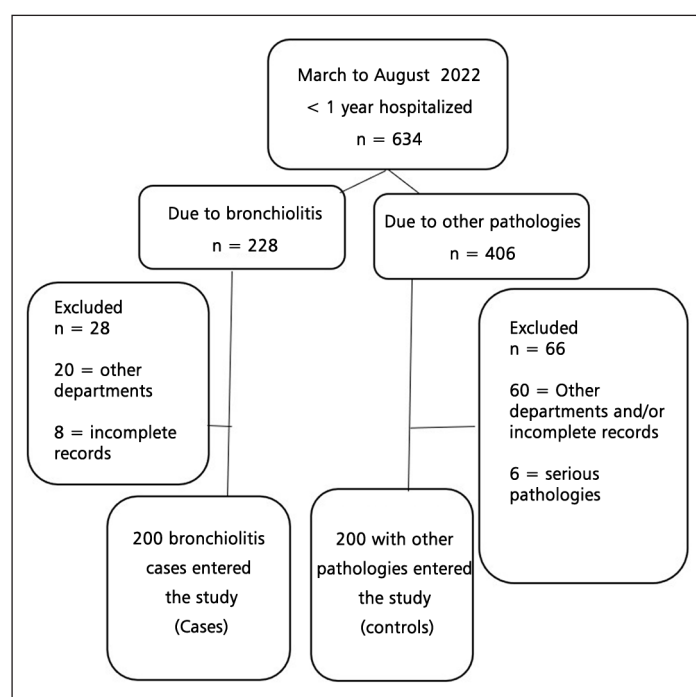 March to August 2022
< 1 year hospitalized
n = 634
Due to bronchiolitis
n = 228
Due to other pathologies
n = 406
Excluded
n = 28
20 = other
departments
8 = incomplete
records
Excluded
n = 66
60 = Other
departments and/or
incomplete records
6 = serious
pathologies
200 bronchiolitis
cases entered
the study
(Cases)
200 with other
pathologies entered
the study
(controls)